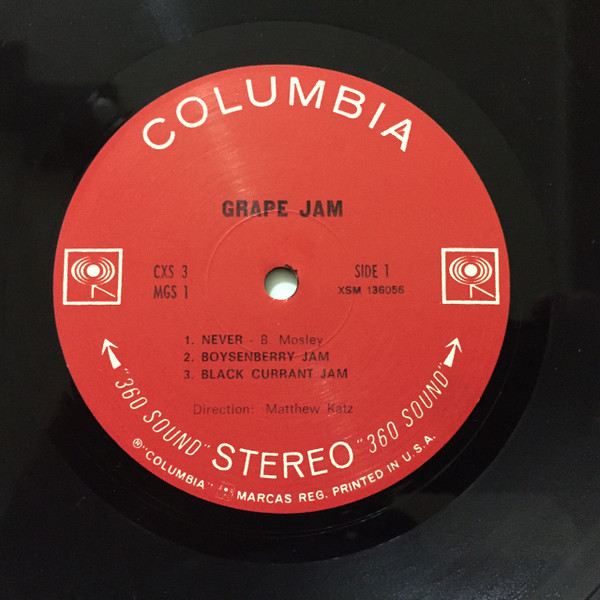 COLUMBIA
GRAPE JAM
CXS 3
MGS 1
SIDE 1
XSM 136056
1. NEVER - B. Mosley
2. BOYSENBERRY JAM
3. BLACK CURRANT JAM
Direction: Matthew Katz
"360 SOUND" STEREO "360 SOUND"
® "COLUMBIA" MARCAS REG. PRINTED IN U.S.A.